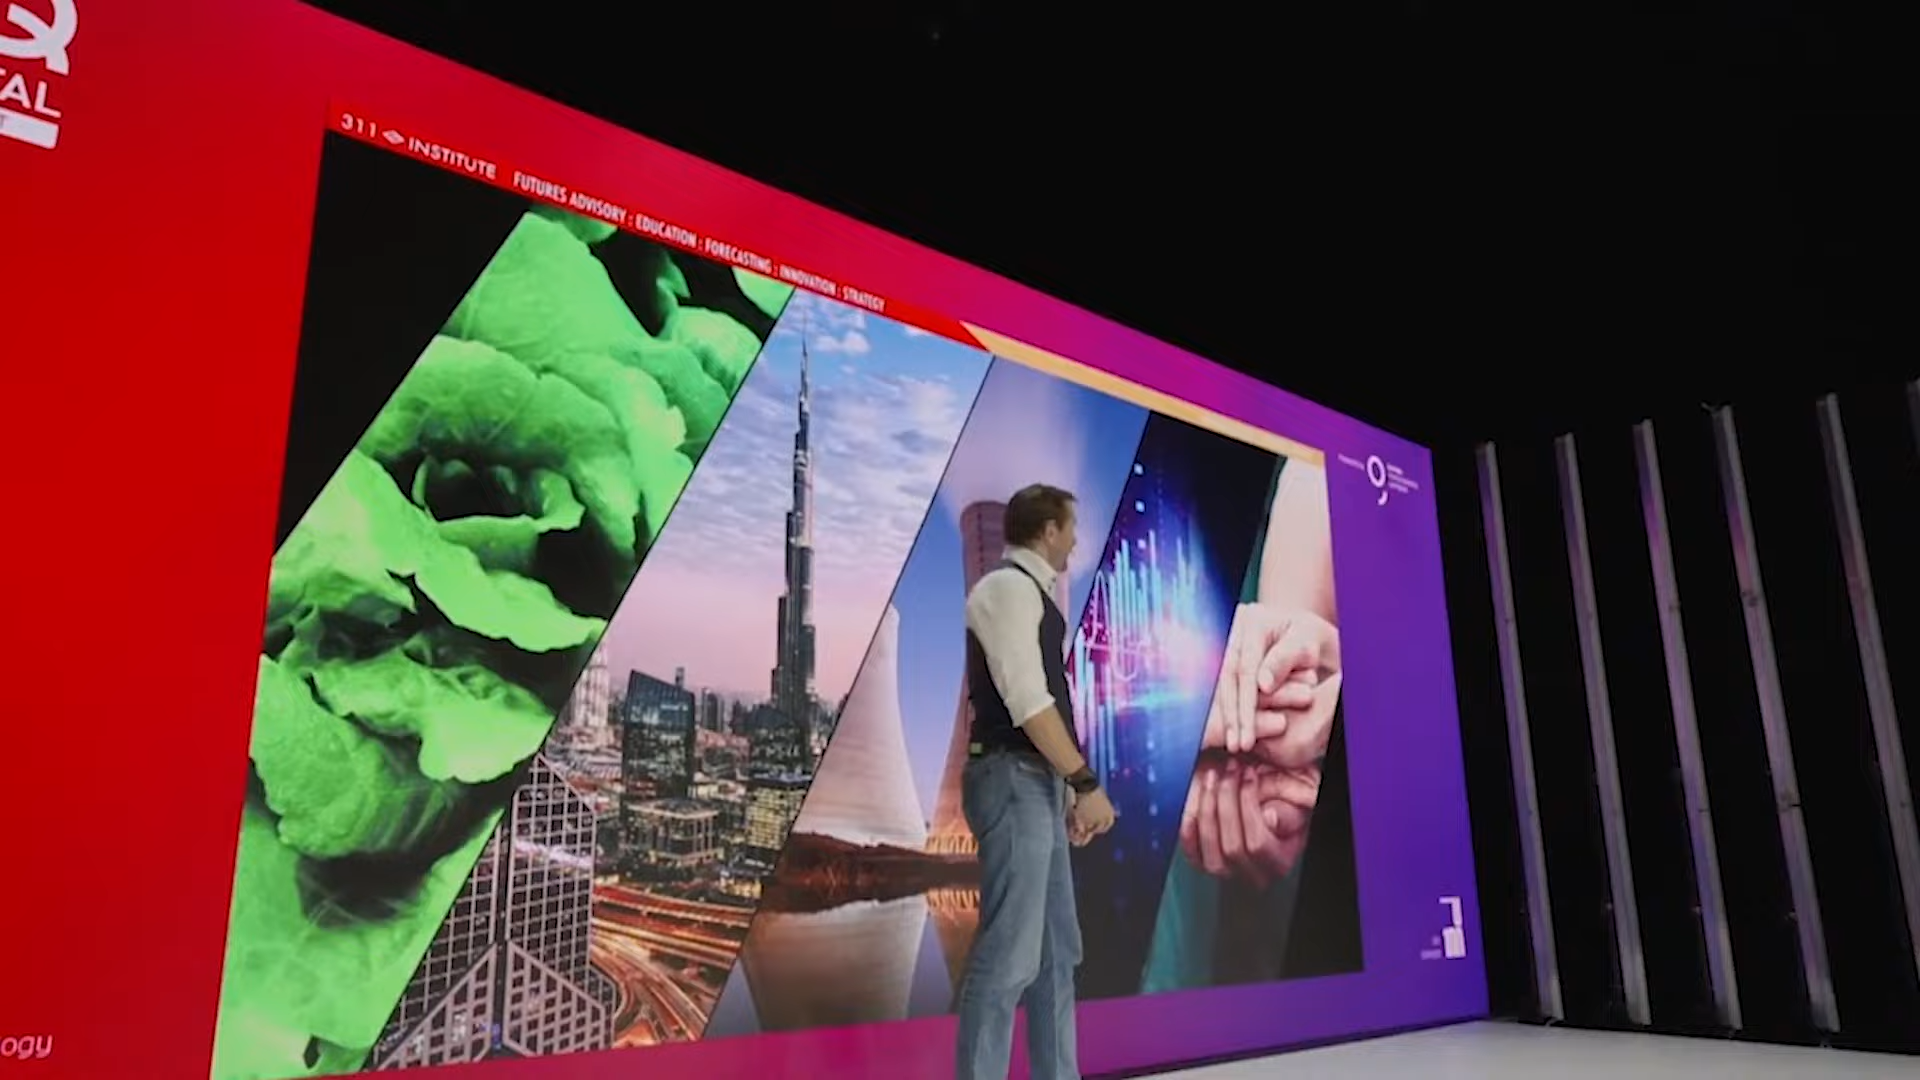 TAL
311 INSTITUTE FUTURES ADVISORY : EDUCATION : FORECASTING : INNOVATION : STRATEGY
ogy